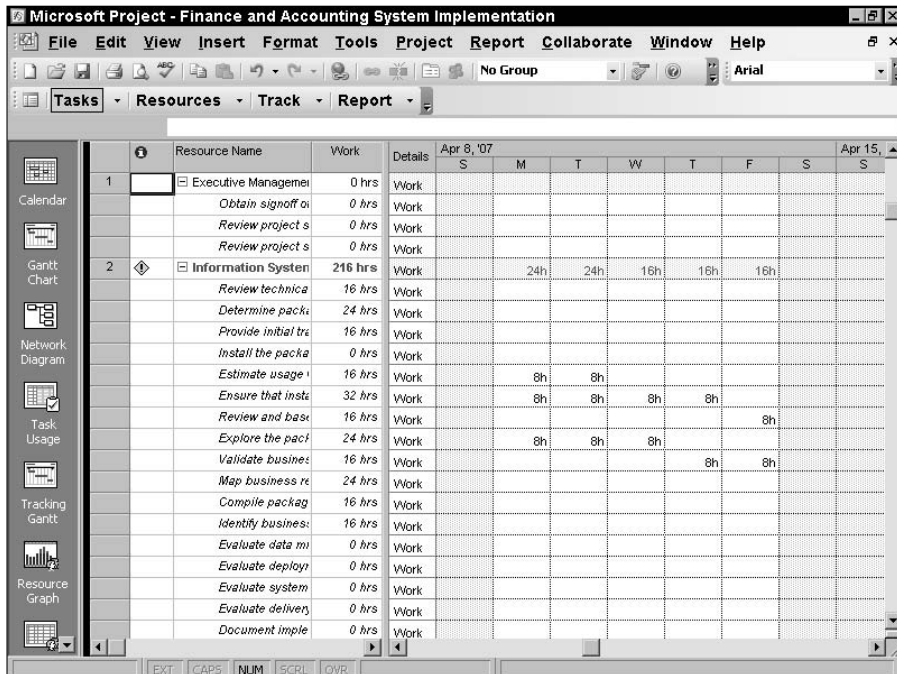 Microsoft Project - Finance and Accounting System Implementation
File Edit View Insert Format Tools Project Report Collaborate Window Help
No Group Arial
Tasks Resources Track Report
Resource Name Work Details Apr 8, '07 Apr 15,
S M T W T F S S
1 Executive Managemer 0 hrs Work
Obtain signoff 0 hrs Work
Review project s 0 hrs Work
Review project s 0 hrs Work
2 Information System 216 hrs Work 24h 24h 16h 16h 16h
Review technica 16 hrs Work
Determine packa 24 hrs Work
Provide initial tra 16 hrs Work
Install the packa 0 hrs Work
Estimate usage 16 hrs Work 8h 8h
Ensure that insta 32 hrs Work 8h 8h 8h 8h
Review and base 16 hrs Work 8h
Explore the pack 24 hrs Work 8h 8h 8h
Validate busines 16 hrs Work 8h 8h
Map business re 24 hrs Work
Compile packag 16 hrs Work
Identify business 16 hrs Work
Evaluate data mi 0 hrs Work
Evaluate deployr 0 hrs Work
Evaluate system 0 hrs Work
Evaluate delivery 0 hrs Work
Document imple 0 hrs Work
Calendar
Gantt
Chart
Network
Diagram
Task
Usage
Tracking
Gantt
Resource
Graph
EXT CAPS NUM SCRL OVR